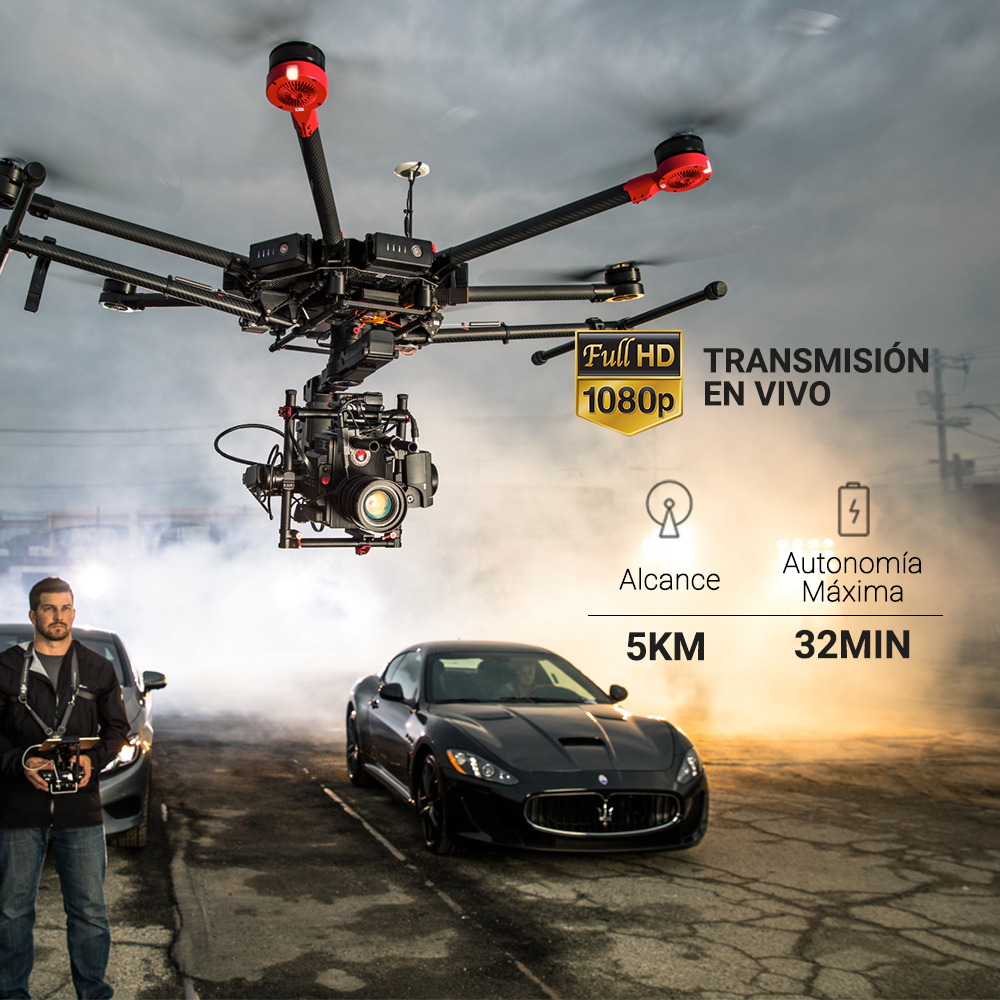 Full HD
1080p
TRANSMISIÓN
EN VIVO
Alcance
Autonomía
Máxima
5KM
32MIN